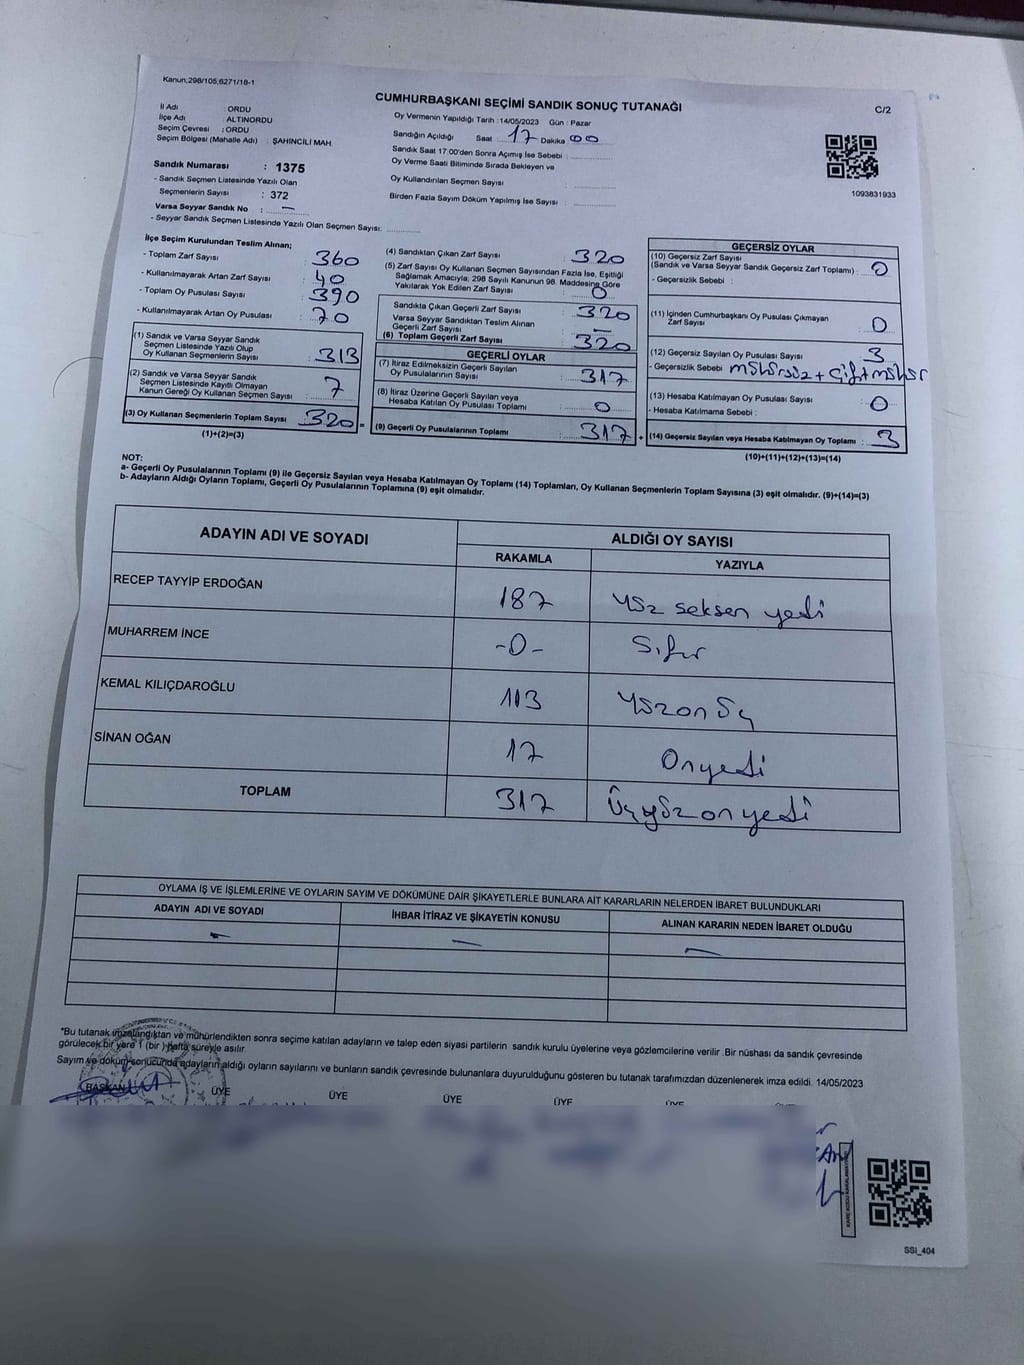 Kanun;298/105,6271/18-1
CUMHURBAŞKANI SEÇİMİ SANDIK SONUÇ TUTANAĞI
C/2
İl Adı : ORDU
İlçe Adı : ALTINORDU
Seçim Çevresi : ORDU
Seçim Bölgesi (Mahalle Adı) : ŞAHİNCİLİ MAH
Sandık Numarası : 1375
- Sandık Seçmen Listesinde Yazılı Olan
Seçmenlerin Sayısı : 372
Varsa Seyyar Sandık No : —
- Seyyar Sandık Seçmen Listesinde Yazılı Olan Seçmen Sayısı:
Oy Vermenin Yapıldığı Tarih :14/05/2023 Gün : Pazar
Sandığın Açıldığı Saat 17 Dakika 00
Sandık Saat 17:00'den Sonra Açımış İse Sebebi :
Oy Verme Saati Bitiminde Sırada Bekleyen ve
Oy Kullandırılan Seçmen Sayısı :
Birden Fazla Sayım Döküm Yapılmış İse Sayısı :
1093831933
İlçe Seçim Kurulundan Teslim Alınan;
- Toplam Zarf Sayısı : 360
- Kullanılmayarak Artan Zarf Sayısı : 40
- Toplam Oy Pusulası Sayısı : 390
- Kullanılmayarak Artan Oy Pusulası : 70
(1) Sandık ve Varsa Seyyar Sandık
Seçmen Listesinde Yazılı Olup
Oy Kullanan Seçmenlerin Sayısı : 313
(2) Sandık ve Varsa Seyyar Sandık
Seçmen Listesinde Kayıtlı Olmayan
Kanun Gereği Oy Kullanan Seçmen Sayısı : 7
(3) Oy Kullanan Seçmenlerin Toplam Sayısı : 320 =
(1)+(2)=(3)
(4) Sandıktan Çıkan Zarf Sayısı : 320
(5) Zarf Sayısı Oy Kullanan Seçmen Sayısından Fazla İse, Eşitliği
Sağlamak Amacıyla, 298 Sayılı Kanunun 98. Maddesine Göre
Yakılarak Yok Edilen Zarf Sayısı : 0
Sandıkta Çıkan Geçerli Zarf Sayısı : 320
Varsa Seyyar Sandıktan Teslim Alınan
Geçerli Zarf Sayısı : —
(6) Toplam Geçerli Zarf Sayısı : 320
GEÇERLİ OYLAR
(7) İtiraz Edilmeksizin Geçerli Sayılan
Oy Pusulalarının Sayısı : 317
(8) İtiraz Üzerine Geçerli Sayılan veya
Hesaba Katılan Oy Pusulası Toplamı : 0
(9) Geçerli Oy Pusulalarının Toplamı : 317 +
GEÇERSİZ OYLAR
(10) Geçersiz Zarf Sayısı
(Sandık ve Varsa Seyyar Sandık Geçersiz Zarf Toplamı) : 0
- Geçersizlik Sebebi :
(11) İçinden Cumhurbaşkanı Oy Pusulası Çıkmayan
Zarf Sayısı : 0
(12) Geçersiz Sayılan Oy Pusulası Sayısı : 3
- Geçersizlik Sebebi mühürsüz + Çift mühür
(13) Hesaba Katılmayan Oy Pusulası Sayısı : 0
- Hesaba Katılmama Sebebi :
(14) Geçersiz Sayılan veya Hesaba Katılmayan Oy Toplamı : 3
(10)+(11)+(12)+(13)=(14)
NOT:
a- Geçerli Oy Pusulalarının Toplamı (9) ile Geçersiz Sayılan veya Hesaba Katılmayan Oy Toplamı (14) Toplamları, Oy Kullanan Seçmenlerin Toplam Sayısına (3) eşit olmalıdır. (9)+(14)=(3)
b- Adayların Aldığı Oyların Toplamı, Geçerli Oy Pusulalarının Toplamına (9) eşit olmalıdır.
ADAYIN ADI VE SOYADI
ALDIĞI OY SAYISI
RAKAMLA YAZIYLA
RECEP TAYYİP ERDOĞAN 187 Yüz seksen yedi
MUHARREM İNCE -0- Sıfır
KEMAL KILIÇDAROĞLU 113 Yüzonüç
SİNAN OĞAN 17 Onyedi
TOPLAM 317 Üçyüzonyedi
OYLAMA İŞ VE İŞLEMLERİNE VE OYLARIN SAYIM VE DÖKÜMÜNE DAİR ŞİKAYETLERLE BUNLARA AİT KARARLARIN NELERDEN İBARET BULUNDUKLARI
ADAYIN ADI VE SOYADI İHBAR İTİRAZ VE ŞİKAYETİN KONUSU ALINAN KARARIN NEDEN İBARET OLDUĞU
— — —
*Bu tutanak imzalandıktan ve mühürlendikten sonra seçime katılan adayların ve talep eden siyasi partilerin sandık kurulu üyelerine veya gözlemcilerine verilir .Bir nüshası da sandık çevresinde
görülecek bir yere 1 (bir ) hafta süreyle asılır.
Sayım ve döküm sonucunda adayların aldığı oyların sayılarını ve bunların sandık çevresinde bulunanlara duyurulduğunu gösteren bu tutanak tarafımızdan düzenlenerek imza edildi. 14/05/2023
BAŞKAN ÜYE ÜYE ÜYE ÜYE ÜYE
SSI_404